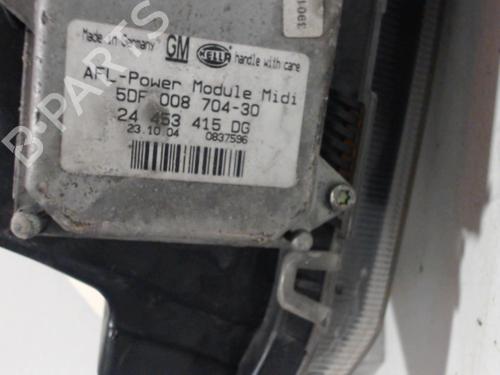 Made in Germany GM HELLA handle with care
AFL-Power Module Midi
5DF 008 704-30
24 453 415 DG
23.10.04 0837596
B-PARTS